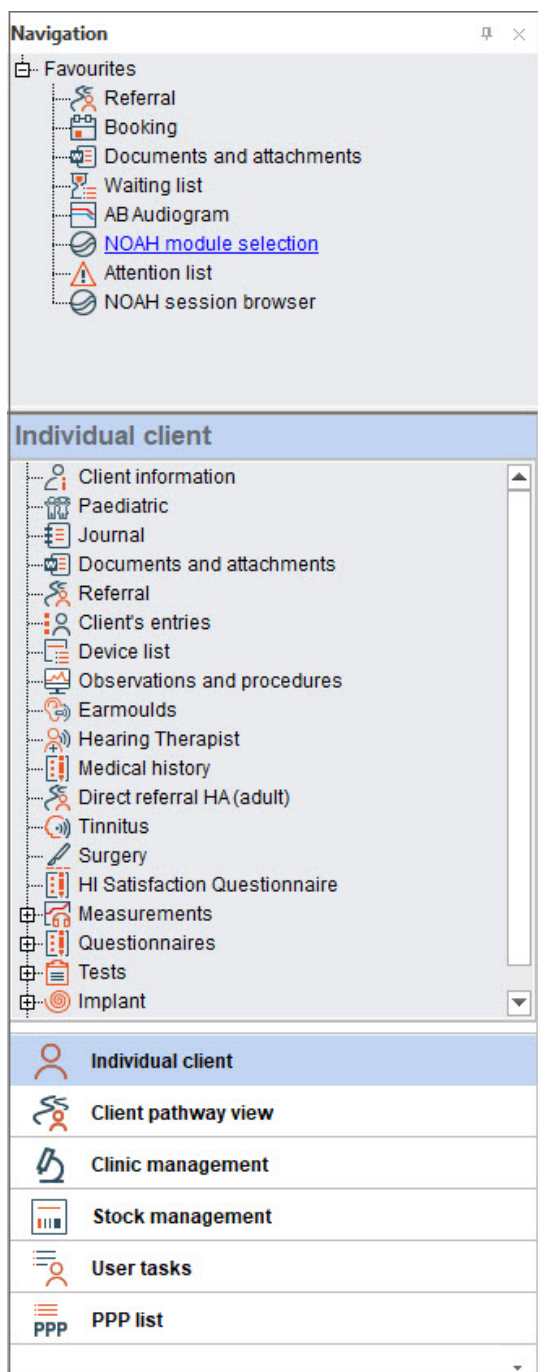 Navigation
Favourites
Referral
Booking
Documents and attachments
Waiting list
AB Audiogram
NOAH module selection
Attention list
NOAH session browser
Individual client
Client information
Paediatric
Journal
Documents and attachments
Referral
Client's entries
Device list
Observations and procedures
Earmoulds
Hearing Therapist
Medical history
Direct referral HA (adult)
Tinnitus
Surgery
HI Satisfaction Questionnaire
Measurements
Questionnaires
Tests
Implant
Individual client
Client pathway view
Clinic management
Stock management
User tasks
PPP PPP list